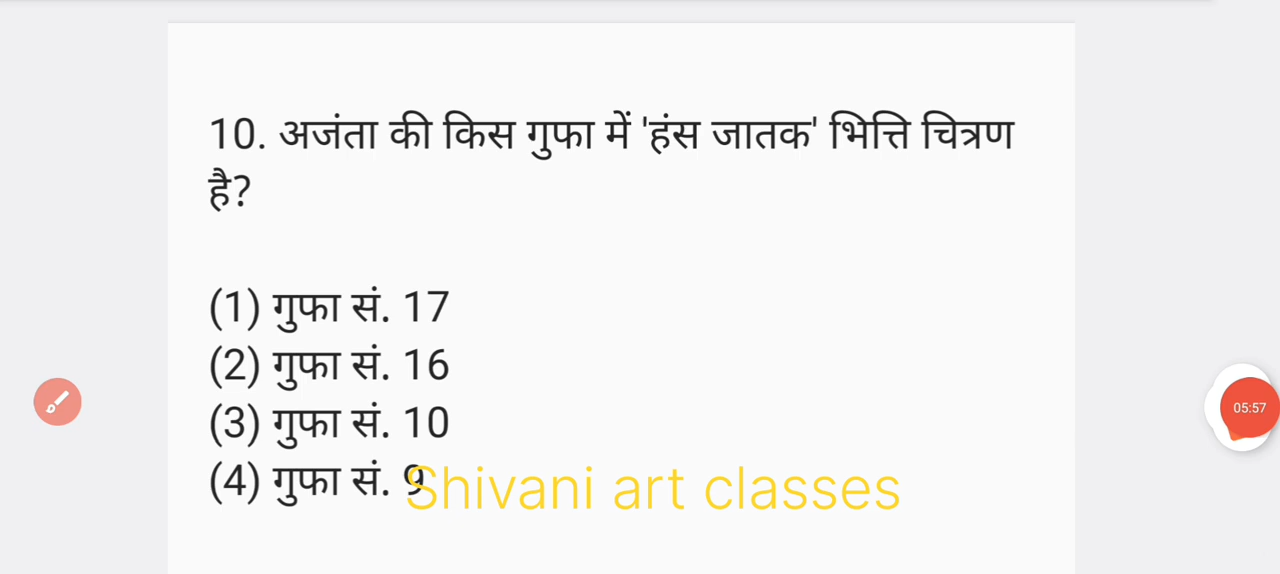 10. अजंता की किस गुफा में 'हंस जातक' भित्ति चित्रण
है?
(1) गुफा सं. 17
(2) गुफा सं. 16
(3) गुफा सं. 10
(4) गुफा सं. 9
Shivani art classes
05:57